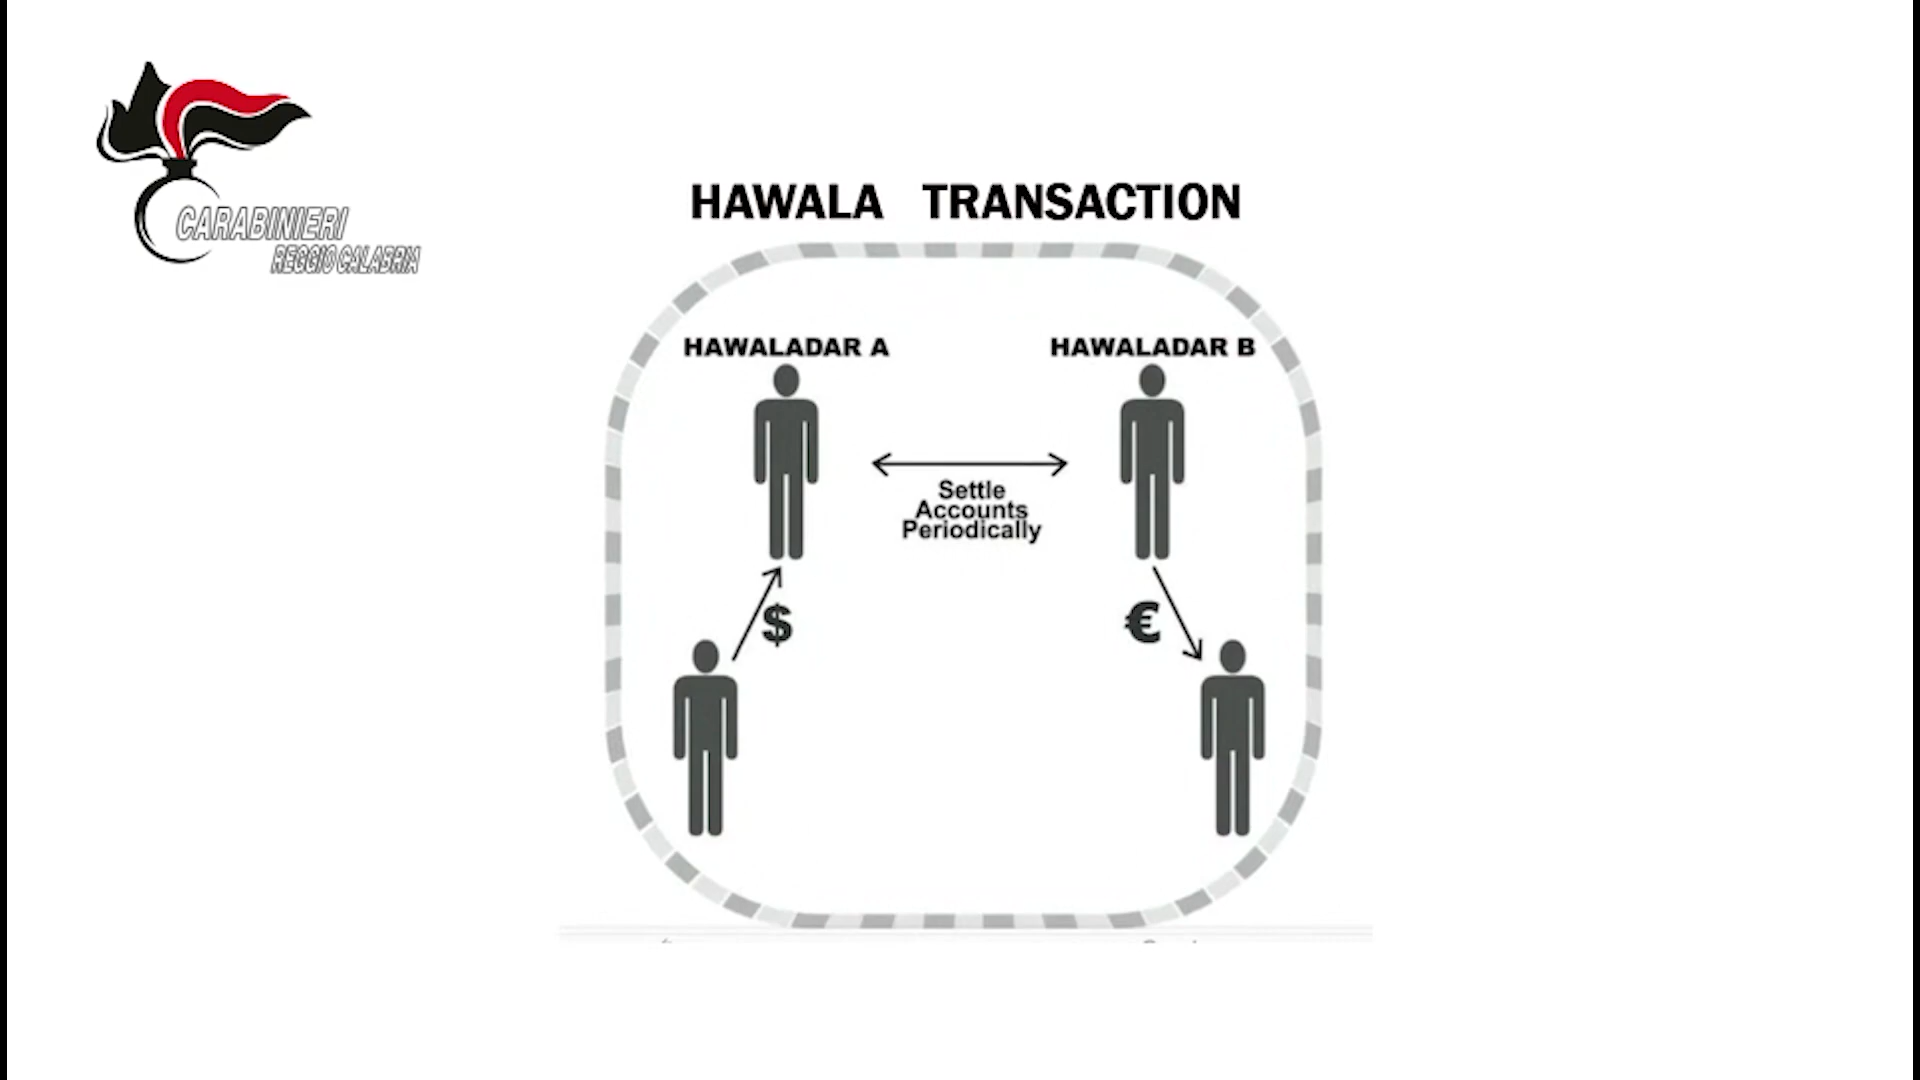 CARABINIERI
REGGIO CALABRIA
HAWALA TRANSACTION
HAWALADAR A
HAWALADAR B
Settle
Accounts
Periodically
$
€